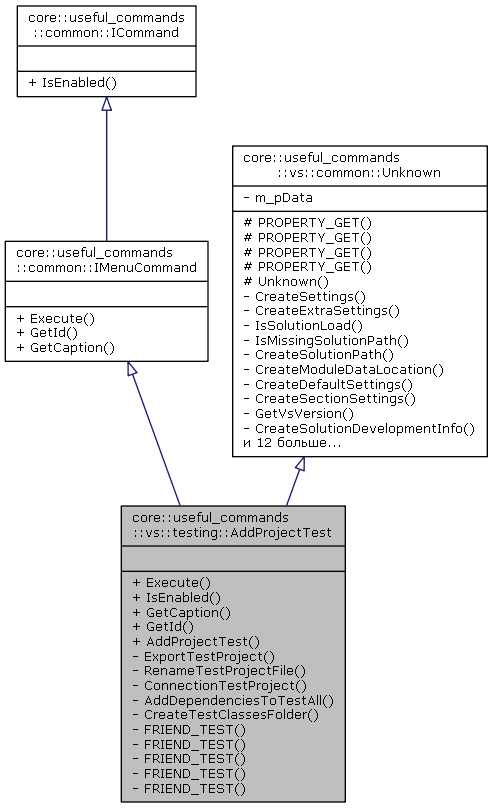 core::useful_commands
::common::ICommand
+ IsEnabled()
core::useful_commands
::vs::common::Unknown
- m_pData
# PROPERTY_GET()
# PROPERTY_GET()
# PROPERTY_GET()
# PROPERTY_GET()
# Unknown()
- CreateSettings()
- CreateExtraSettings()
- IsSolutionLoad()
- IsMissingSolutionPath()
- CreateSolutionPath()
- CreateModuleDataLocation()
- CreateDefaultSettings()
- CreateSectionSettings()
- GetVsVersion()
- CreateSolutionDevelopmentInfo()
и 12 больше...
core::useful_commands
::common::IMenuCommand
+ Execute()
+ GetId()
+ GetCaption()
core::useful_commands
::vs::testing::AddProjectTest
+ Execute()
+ IsEnabled()
+ GetCaption()
+ GetId()
+ AddProjectTest()
- ExportTestProject()
- RenameTestProjectFile()
- ConnectionTestProject()
- AddDependenciesToTestAll()
- CreateTestClassesFolder()
- FRIEND_TEST()
- FRIEND_TEST()
- FRIEND_TEST()
- FRIEND_TEST()
- FRIEND_TEST()